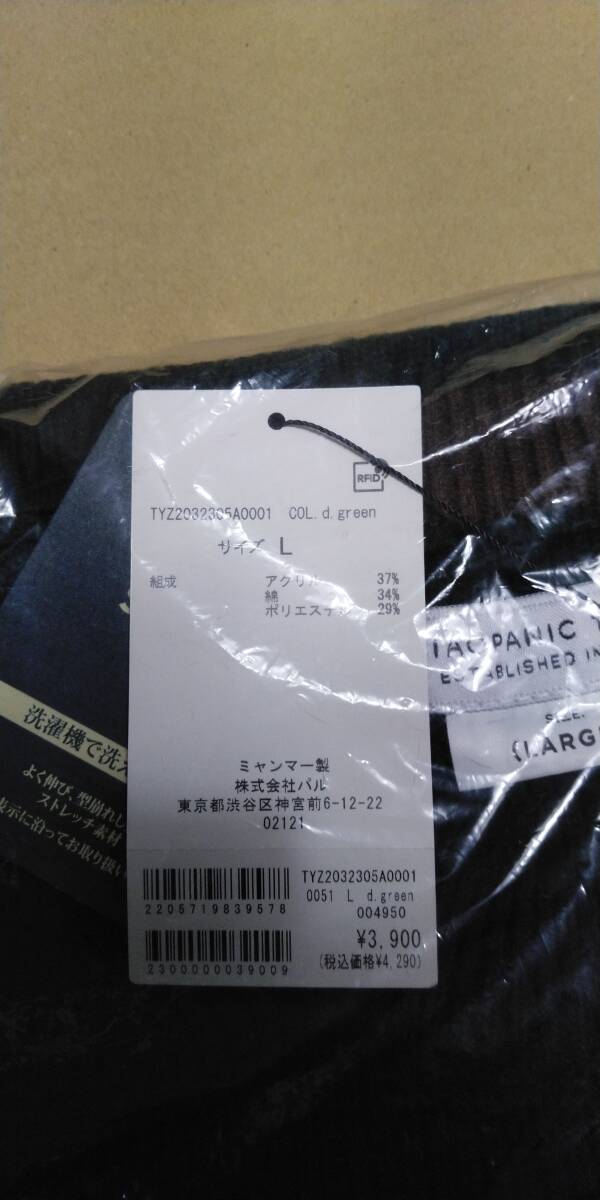 RFID
TYZ2032305A0001 COL. d. green
サイズ L
組成 アクリル 37%
綿 34%
ポリエステル 29%
TAOPANIC
ESTABLISHED IN
SIZE:
(LARGE
洗濯機で洗え
よく伸び、型崩れし
ストレッチ素材
表示に沿ってお取り扱い
ミャンマー製
株式会社パル
東京都渋谷区神宮前6-12-22
02121
TYZ2032305A0001
0051 L d. green
004950
2205719839578
¥3,900
(税込価格¥4,290)
2300000039009